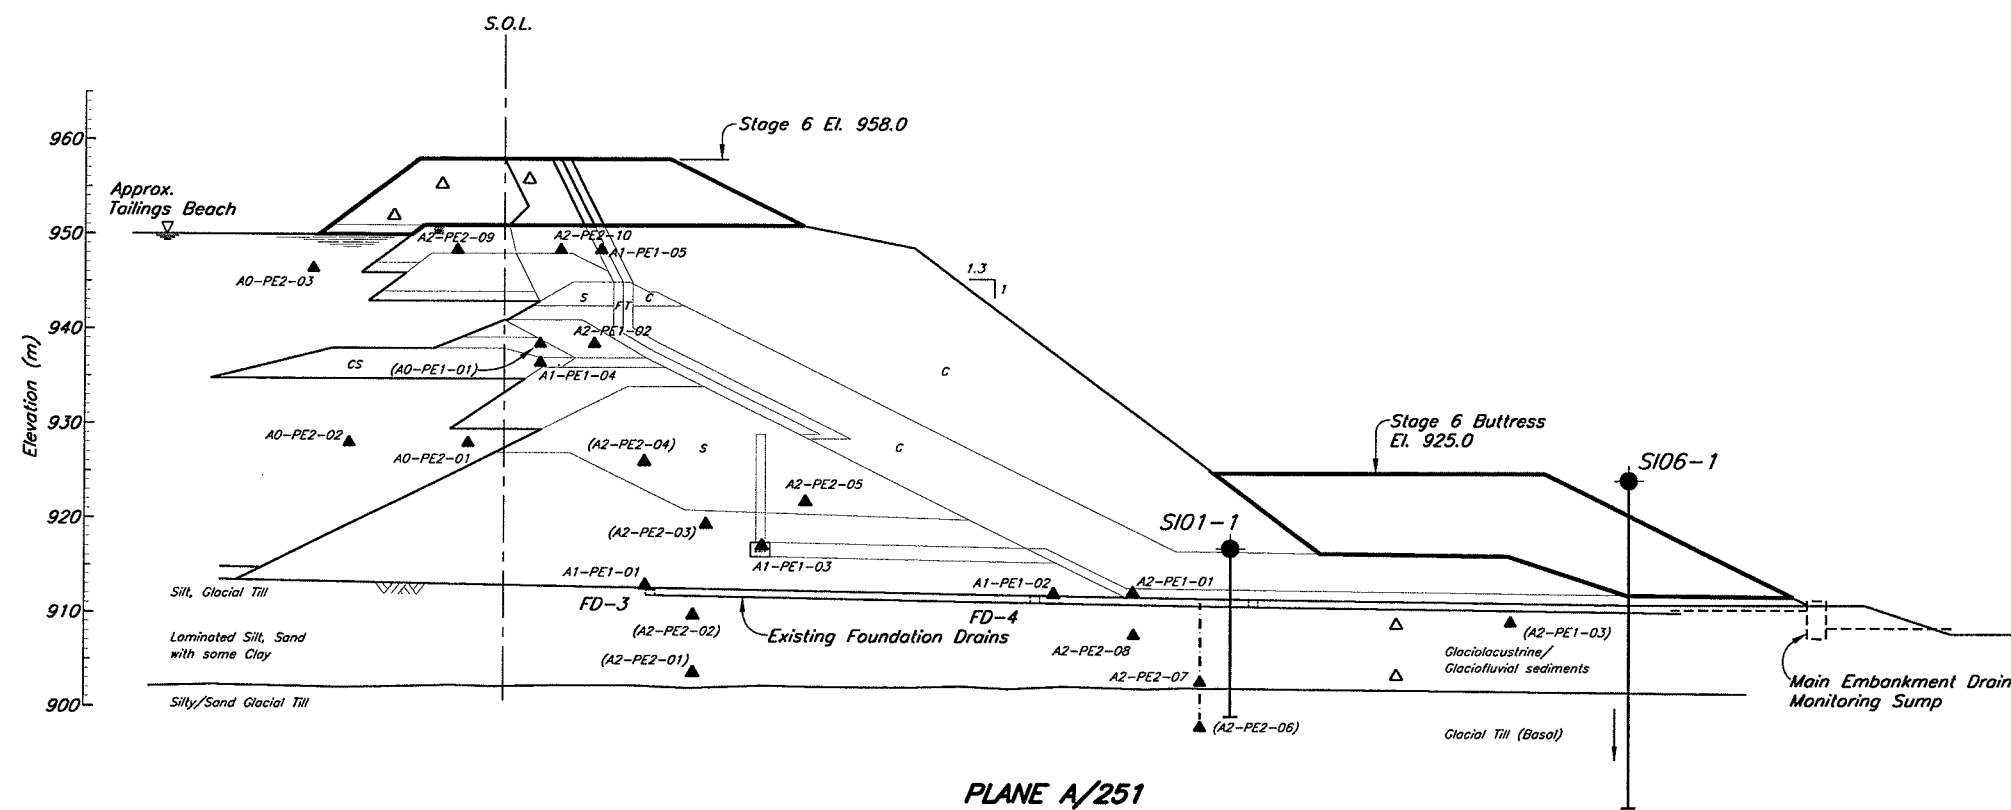 S.O.L.
960
950
940
930
920
910
900
Elevation (m)
Stage 6 El. 958.0
Approx.
Tailings Beach
A2-PE2-09
A2-PE2-10
A1-PE1-05
A0-PE2-03
1.3
1
s
FT
c
A2-PE1-02
cs
(A0-PE1-01)
A1-PE1-04
c
Stage 6 Buttress
El. 925.0
A0-PE2-02
A0-PE2-01
(A2-PE2-04)
s
c
SI06-1
A2-PE2-05
(A2-PE2-03)
SI01-1
A1-PE1-03
A1-PE1-01
A1-PE1-02
A2-PE1-01
Silt, Glacial Till
FD-3
FD-4
(A2-PE2-02)
Existing Foundation Drains
(A2-PE1-03)
Laminated Silt, Sand
with some Clay
A2-PE2-08
Glaciolacustrine/
Glaciofluvial sediments
(A2-PE2-01)
A2-PE2-07
Main Embankment Drain
Monitoring Sump
Silty/Sand Glacial Till
(A2-PE2-06)
Glacial Till (Basal)
PLANE A/251